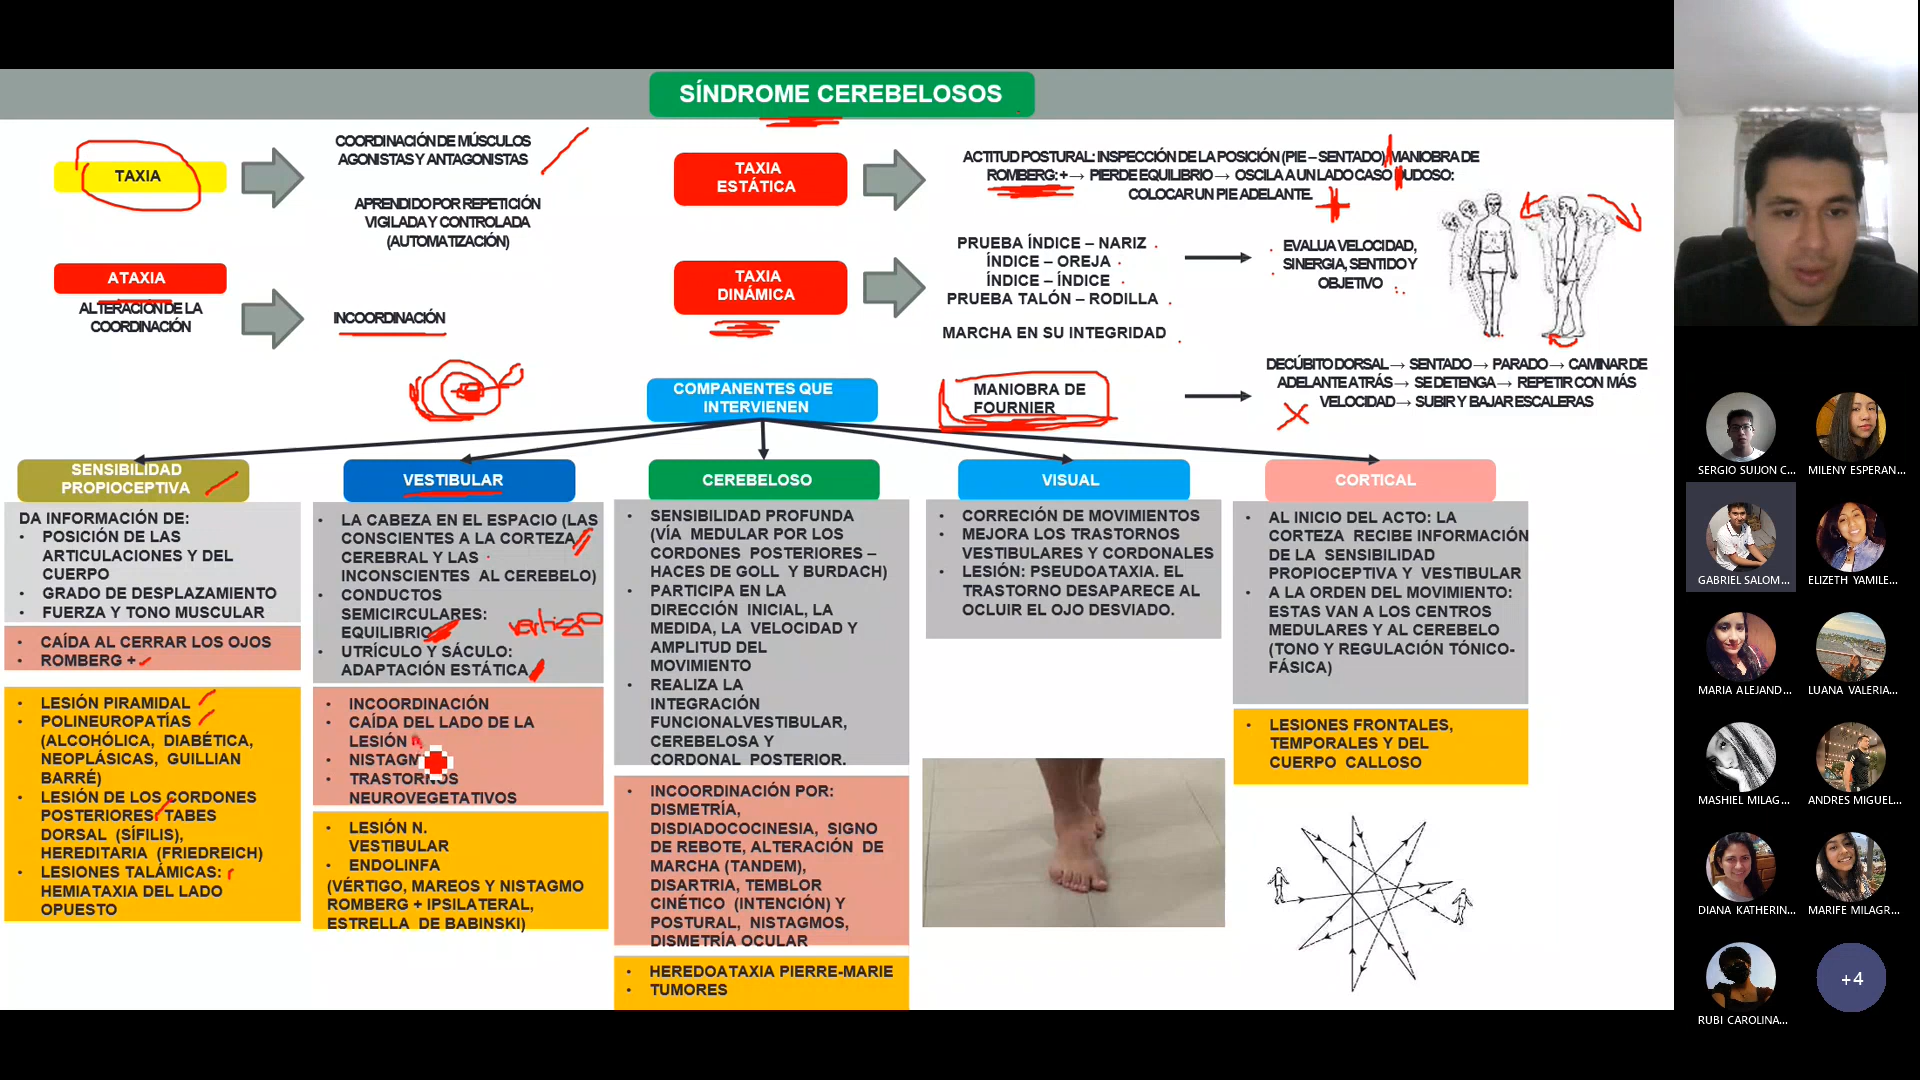 SÍNDROME CEREBELOSOS
TAXIA
COORDINACIÓN DE MÚSCULOS
AGONISTAS Y ANTAGONISTAS
APRENDIDO POR REPETICIÓN
VIGILADA Y CONTROLADA
(AUTOMATIZACIÓN)
ATAXIA
ALTERACIÓN DE LA
COORDINACIÓN
INCOORDINACIÓN
TAXIA
ESTÁTICA
ACTITUD POSTURAL: INSPECCIÓN DE LA POSICIÓN (PIE – SENTADO) MANIOBRA DE
ROMBERG: + → PIERDE EQUILIBRIO → OSCILA A UN LADO CASO DUDOSO:
COLOCAR UN PIE ADELANTE.
TAXIA
DINÁMICA
PRUEBA ÍNDICE – NARIZ
ÍNDICE – OREJA
ÍNDICE – ÍNDICE
PRUEBA TALÓN – RODILLA
MARCHA EN SU INTEGRIDAD
EVALUA VELOCIDAD,
SINERGIA, SENTIDO Y
OBJETIVO
MANIOBRA DE
FOURNIER
DECÚBITO DORSAL → SENTADO → PARADO → CAMINAR DE
ADELANTE ATRÁS → SE DETENGA → REPETIR CON MÁS
VELOCIDAD → SUBIR Y BAJAR ESCALERAS
COMPANENTES QUE
INTERVIENEN
SENSIBILIDAD
PROPIOCEPTIVA
DA INFORMACIÓN DE:
• POSICIÓN DE LAS
ARTICULACIONES Y DEL
CUERPO
• GRADO DE DESPLAZAMIENTO
• FUERZA Y TONO MUSCULAR
• CAÍDA AL CERRAR LOS OJOS
• ROMBERG +
• LESIÓN PIRAMIDAL
• POLINEUROPATÍAS
(ALCOHÓLICA, DIABÉTICA,
NEOPLÁSICAS, GUILLIAN
BARRÉ)
• LESIÓN DE LOS CORDONES
POSTERIORES: TABES
DORSAL (SÍFILIS),
HEREDITARIA (FRIEDREICH)
• LESIONES TALÁMICAS:
HEMIATAXIA DEL LADO
OPUESTO
VESTIBULAR
• LA CABEZA EN EL ESPACIO (LAS
CONSCIENTES A LA CORTEZA
CEREBRAL Y LAS
INCONSCIENTES AL CEREBELO)
• CONDUCTOS
SEMICIRCULARES:
EQUILIBRIO
vertigo
• UTRÍCULO Y SÁCULO:
ADAPTACIÓN ESTÁTICA
• INCOORDINACIÓN
• CAÍDA DEL LADO DE LA
LESIÓN
• NISTAGM
• TRASTORNOS
NEUROVEGETATIVOS
• LESIÓN N.
VESTIBULAR
• ENDOLINFA
(VÉRTIGO, MAREOS Y NISTAGMO
ROMBERG + IPSILATERAL,
ESTRELLA DE BABINSKI)
CEREBELOSO
• SENSIBILIDAD PROFUNDA
(VÍA MEDULAR POR LOS
CORDONES POSTERIORES –
HACES DE GOLL Y BURDACH)
• PARTICIPA EN LA
DIRECCIÓN INICIAL, LA
MEDIDA, LA VELOCIDAD Y
AMPLITUD DEL
MOVIMIENTO
• REALIZA LA
INTEGRACIÓN
FUNCIONALVESTIBULAR,
CEREBELOSA Y
CORDONAL POSTERIOR.
• INCOORDINACIÓN POR:
DISMETRÍA,
DISDIADOCOCINESIA, SIGNO
DE REBOTE, ALTERACIÓN DE
MARCHA (TANDEM),
DISARTRIA, TEMBLOR
CINÉTICO (INTENCIÓN) Y
POSTURAL, NISTAGMOS,
DISMETRÍA OCULAR
• HEREDOATAXIA PIERRE-MARIE
• TUMORES
VISUAL
• CORRECIÓN DE MOVIMIENTOS
• MEJORA LOS TRASTORNOS
VESTIBULARES Y CORDONALES
• LESIÓN: PSEUDOATAXIA. EL
TRASTORNO DESAPARECE AL
OCLUIR EL OJO DESVIADO.
CORTICAL
• AL INICIO DEL ACTO: LA
CORTEZA RECIBE INFORMACIÓN
DE LA SENSIBILIDAD
PROPIOCEPTIVA Y VESTIBULAR
• A LA ORDEN DEL MOVIMIENTO:
ESTAS VAN A LOS CENTROS
MEDULARES Y AL CEREBELO
(TONO Y REGULACIÓN TÓNICO-
FÁSICA)
• LESIONES FRONTALES,
TEMPORALES Y DEL
CUERPO CALLOSO
SERGIO SUIJON C...
MILENY ESPERAN...
GABRIEL SALOM...
ELIZETH YAMILE...
MARIA ALEJAND...
LUANA VALERIA...
MASHIEL MILAG...
ANDRES MIGUEL...
DIANA KATHERIN...
MARIFE MILAGR...
RUBI CAROLINA...
+4